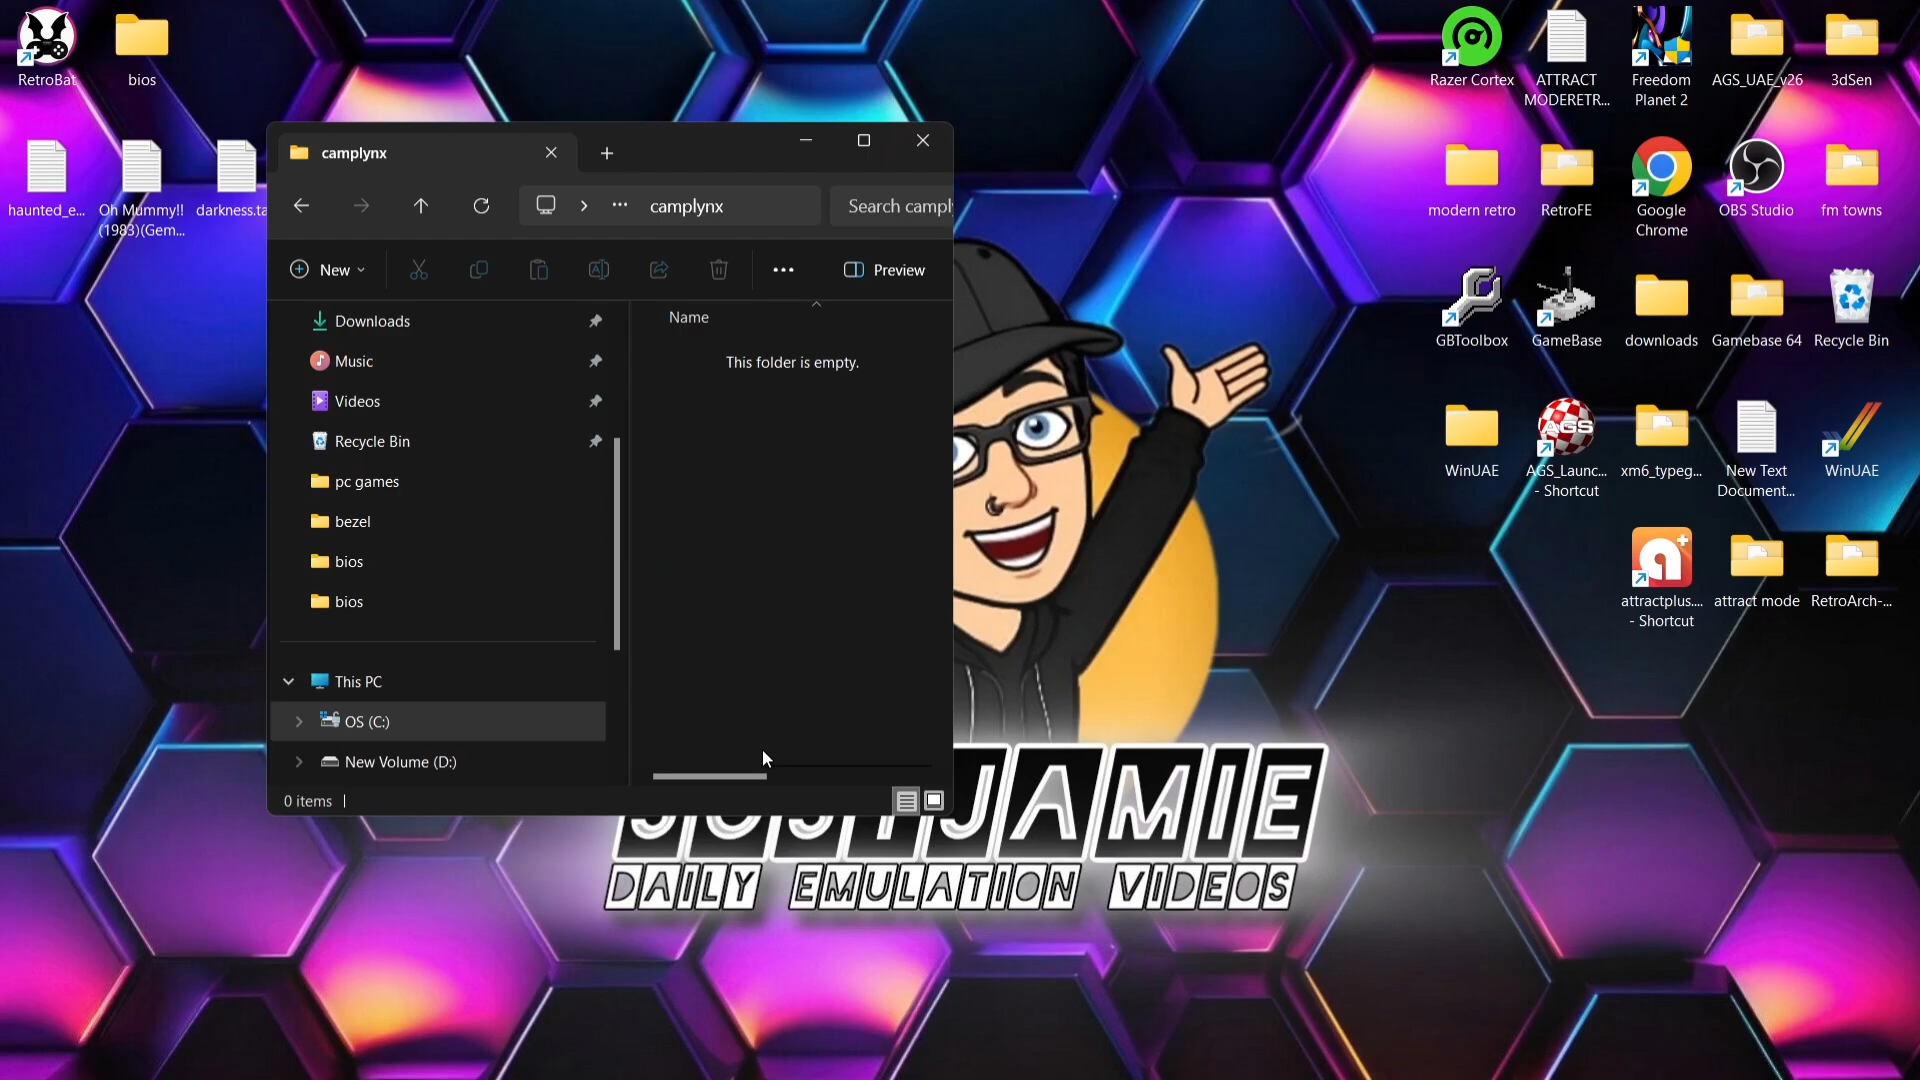 RetroBat
bios
haunted_e...
Oh Mummy!!
(1983)(Gem...
darkness.ta
camplynx
camplynx
Search campl
New
Preview
Downloads
Music
Videos
Recycle Bin
pc games
bezel
bios
bios
This PC
OS (C:)
New Volume (D:)
Name
This folder is empty.
0 items
Razer Cortex
ATTRACT
MODERETR...
Freedom
Planet 2
AGS_UAE_v26
3dSen
modern retro
RetroFE
Google
Chrome
OBS Studio
fm towns
GBToolbox
GameBase
downloads
Gamebase 64
Recycle Bin
WinUAE
AGS
AGS_Launc...
- Shortcut
xm6_typeg...
New Text
Document...
WinUAE
attractplus....
- Shortcut
attract mode
RetroArch-...
JAMIE
DAILY EMULATION VIDEOS